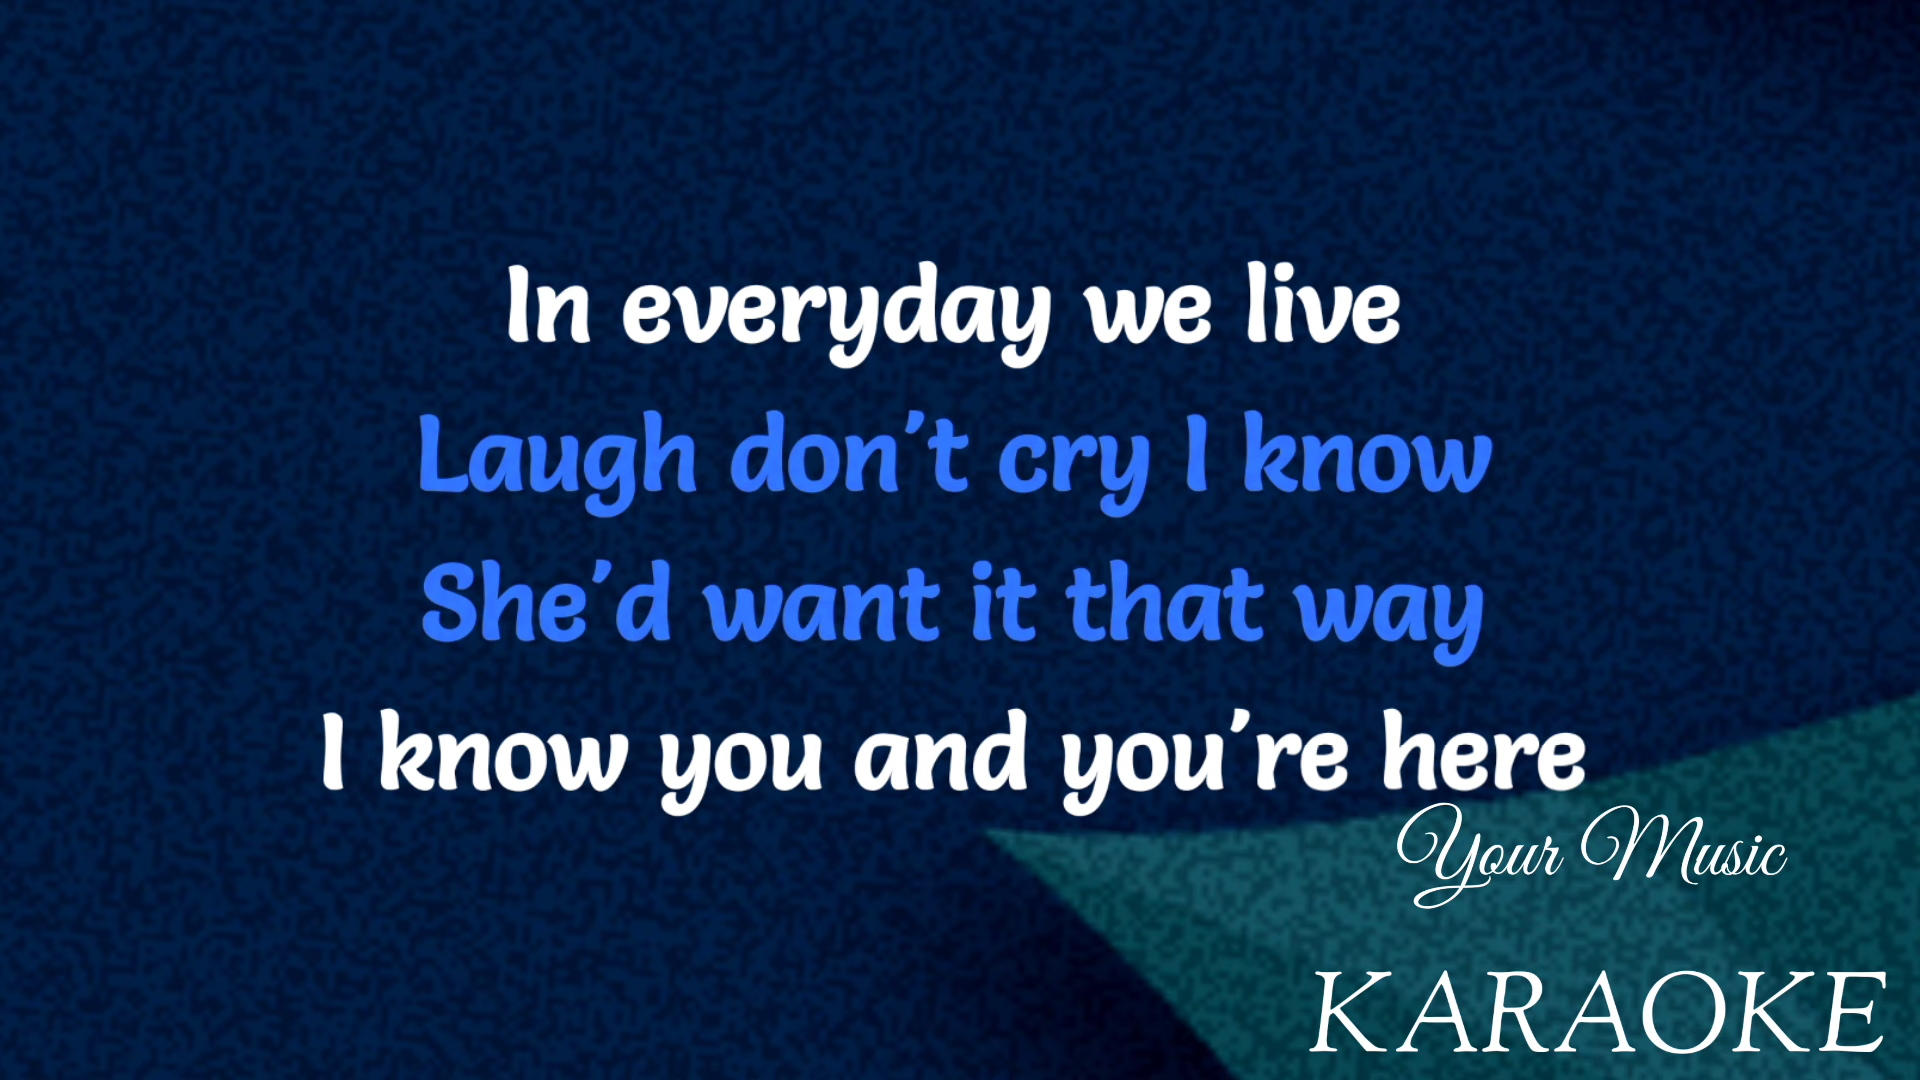 In everyday we live
Laugh don't cry I know
She'd want it that way
I know you and you're here
Your Music
KARAOKE